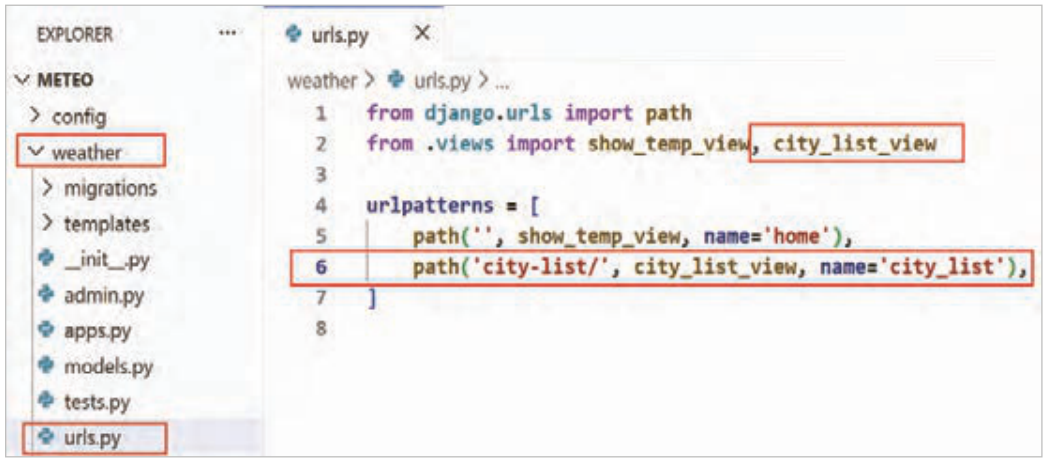 EXPLORER ...
METEO
config
weather
migrations
templates
__init__.py
admin.py
apps.py
models.py
tests.py
urls.py
urls.py ×
weather > urls.py > ...
1 from django.urls import path
2 from .views import show_temp_view, city_list_view
3
4 urlpatterns = [
5 path('', show_temp_view, name='home'),
6 path('city-list/', city_list_view, name='city_list'),
7 ]
8